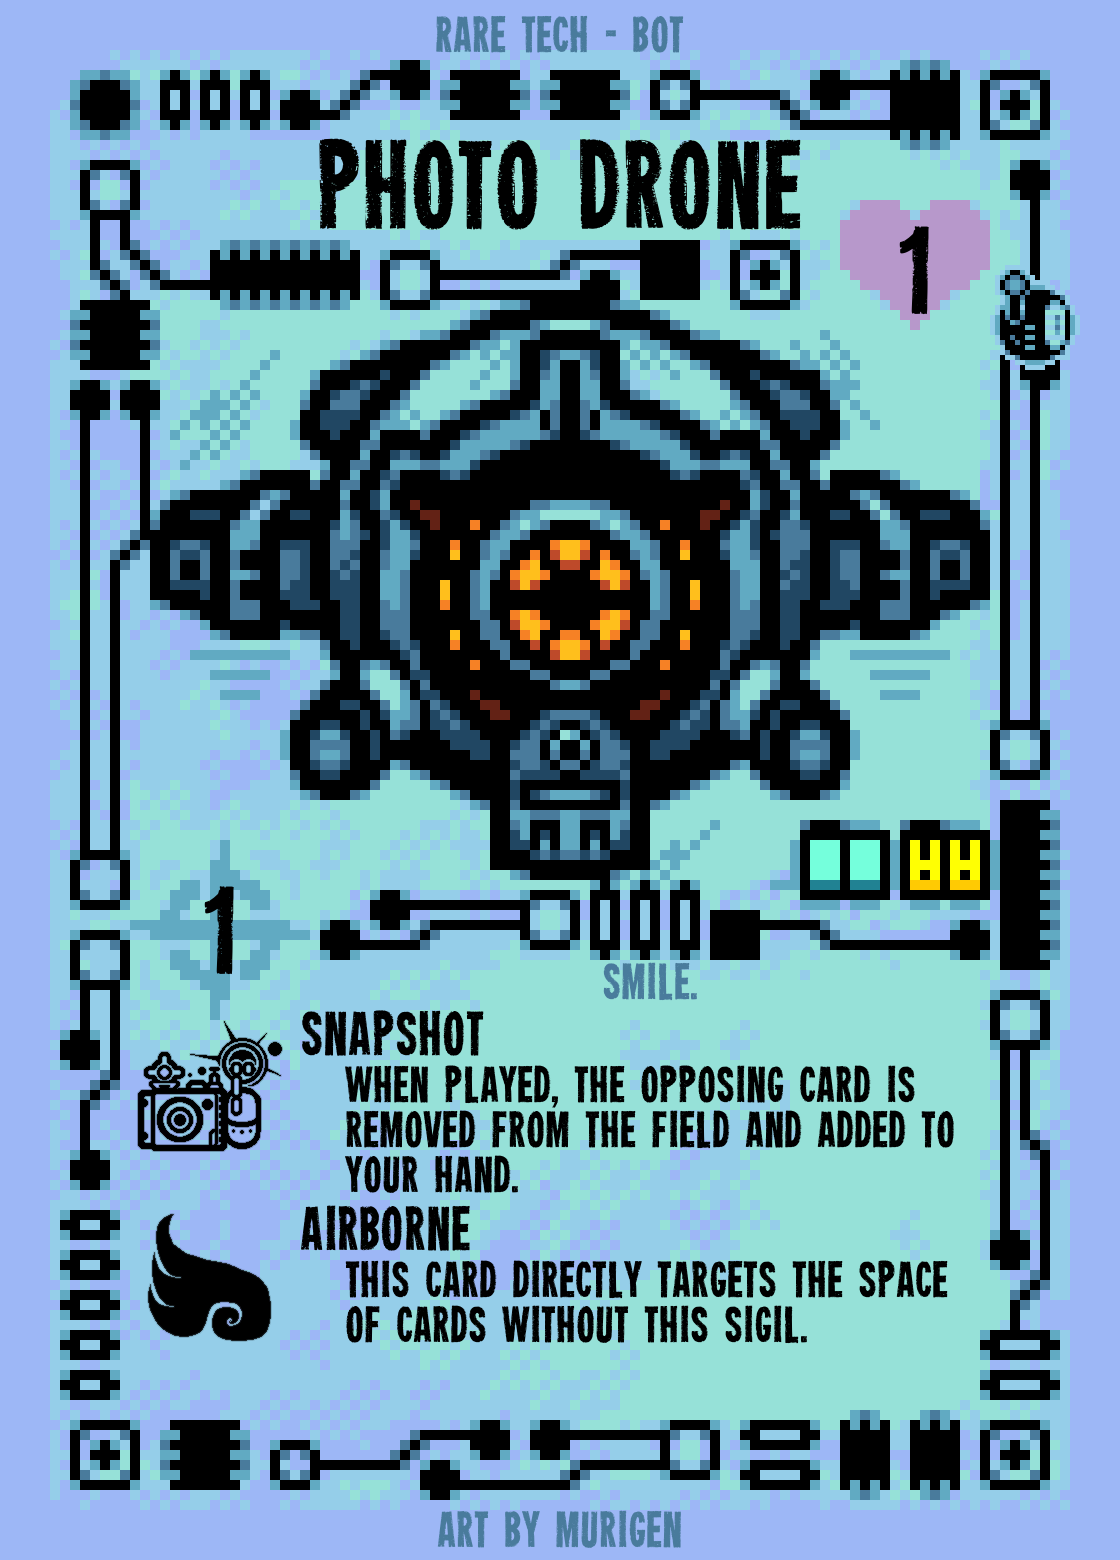 RARE TECH - BOT
PHOTO DRONE
1
1
SMILE.
SNAPSHOT
WHEN PLAYED, THE OPPOSING CARD IS
REMOVED FROM THE FIELD AND ADDED TO
YOUR HAND.
AIRBORNE
THIS CARD DIRECTLY TARGETS THE SPACE
OF CARDS WITHOUT THIS SIGIL.
ART BY MURIGEN